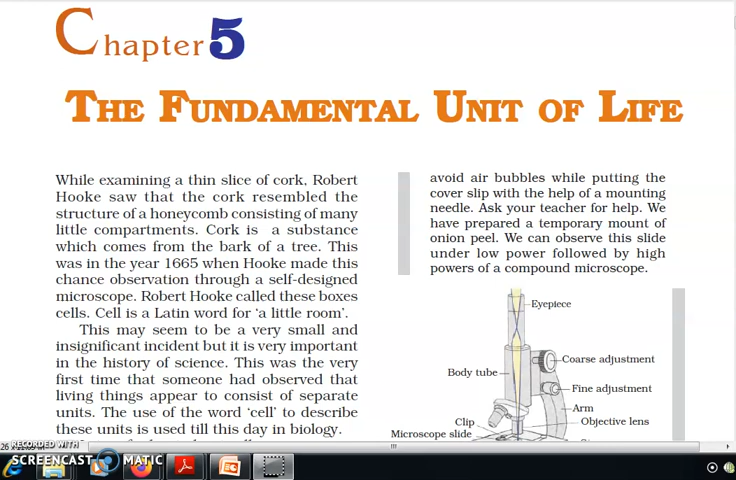 Chapter 5
THE FUNDAMENTAL UNIT OF LIFE
While examining a thin slice of cork, Robert
Hooke saw that the cork resembled the
structure of a honeycomb consisting of many
little compartments. Cork is a substance
which comes from the bark of a tree. This
was in the year 1665 when Hooke made this
chance observation through a self-designed
microscope. Robert Hooke called these boxes
cells. Cell is a Latin word for ‘a little room’.
This may seem to be a very small and
insignificant incident but it is very important
in the history of science. This was the very
first time that someone had observed that
living things appear to consist of separate
units. The use of the word ‘cell’ to describe
these units is used till this day in biology.
avoid air bubbles while putting the
cover slip with the help of a mounting
needle. Ask your teacher for help. We
have prepared a temporary mount of
onion peel. We can observe this slide
under low power followed by high
powers of a compound microscope.
Eyepiece
Coarse adjustment
Body tube
Fine adjustment
Arm
Clip
Objective lens
Microscope slide
RECORDED WITH
SCREENCAST MATIC